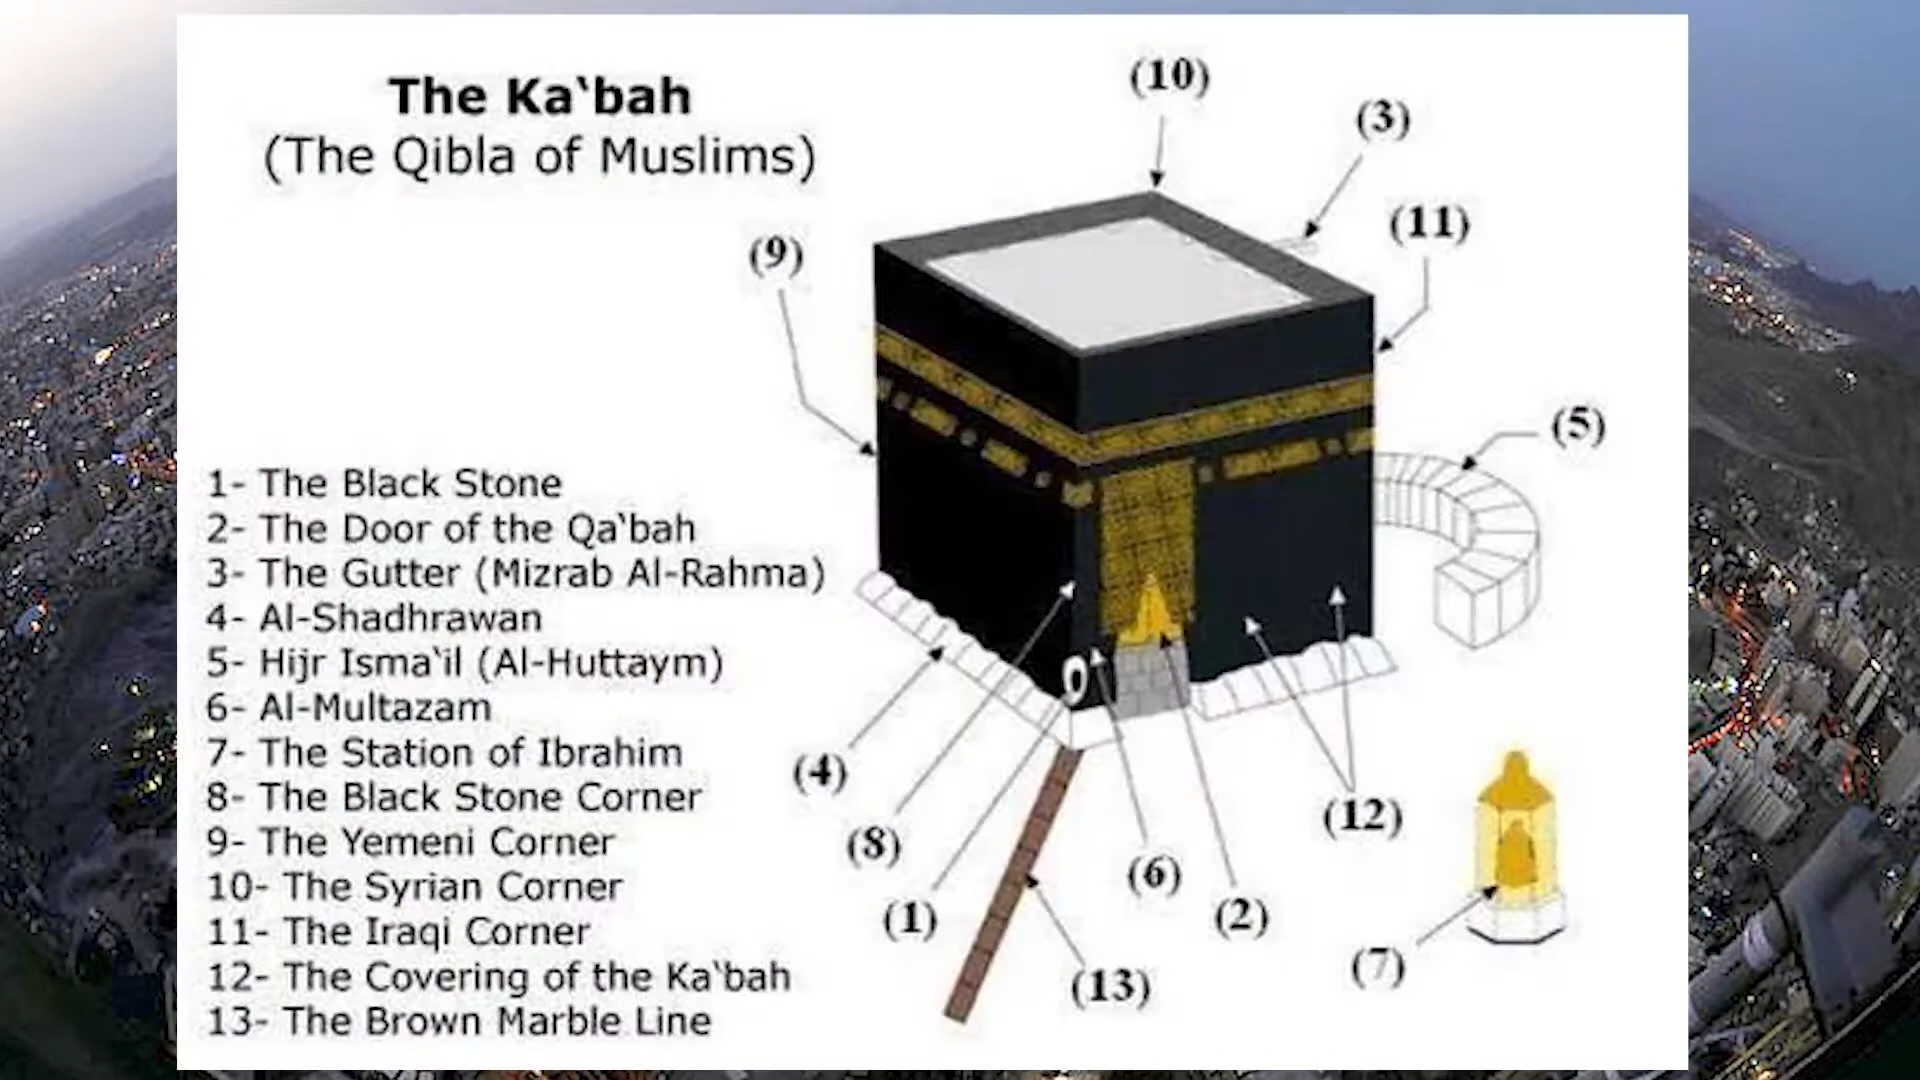 The Ka‘bah
(The Qibla of Muslims)
(10)
(3)
(11)
(9)
(5)
1- The Black Stone
2- The Door of the Qa‘bah
3- The Gutter (Mizrab Al-Rahma)
4- Al-Shadhrawan
5- Hijr Isma‘il (Al-Huttaym)
6- Al-Multazam
7- The Station of Ibrahim
8- The Black Stone Corner
9- The Yemeni Corner
10- The Syrian Corner
11- The Iraqi Corner
12- The Covering of the Ka‘bah
13- The Brown Marble Line
(4)
(8)
(1)
(6)
(2)
(12)
(13)
(7)